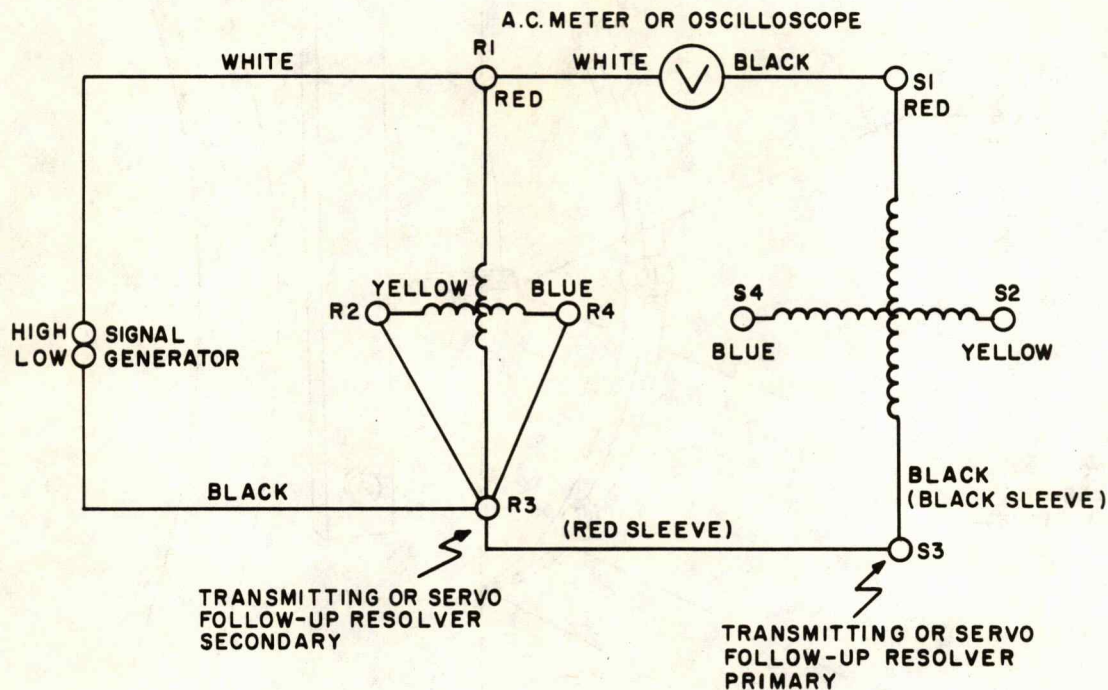 A.C. METER OR OSCILLOSCOPE
R1
WHITE
WHITE
BLACK
S1
RED
RED
YELLOW
BLUE
R2
R4
S4
S2
HIGH
SIGNAL
LOW
GENERATOR
BLUE
YELLOW
V
BLACK
R3
BLACK
(BLACK SLEEVE)
(RED SLEEVE)
S3
TRANSMITTING OR SERVO
FOLLOW-UP RESOLVER
SECONDARY
TRANSMITTING OR SERVO
FOLLOW-UP RESOLVER
PRIMARY